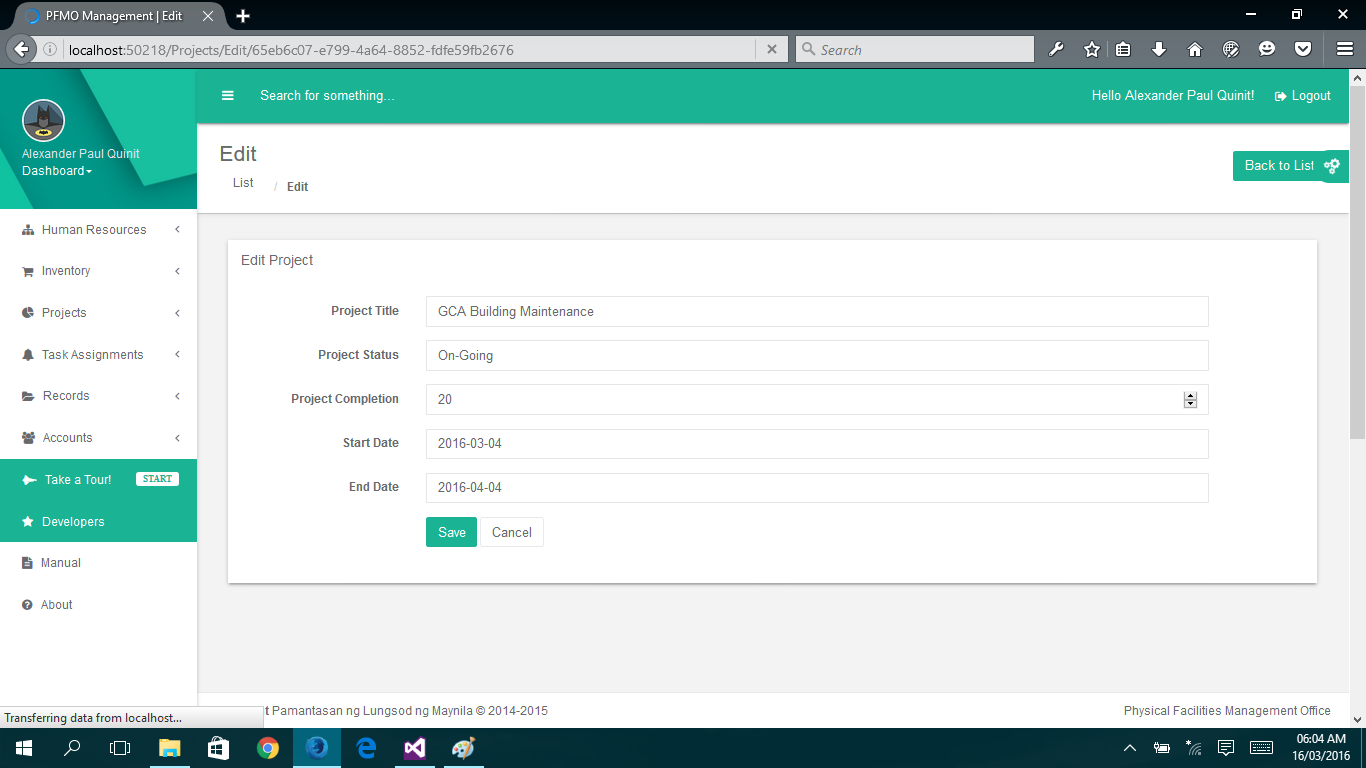 PFMO Management | Edit
localhost:50218/Projects/Edit/65eb6c07-e799-4a64-8852-fdfe59fb2676
Search
Search for something...
Hello Alexander Paul Quinit!
Logout
Alexander Paul Quinit
Dashboard
Edit
List / Edit
Back to List
Human Resources
Inventory
Projects
Task Assignments
Records
Accounts
Take a Tour! START
Developers
Manual
About
Edit Project
Project Title GCA Building Maintenance
Project Status On-Going
Project Completion 20
Start Date 2016-03-04
End Date 2016-04-04
Save Cancel
t Pamantasan ng Lungsod ng Maynila © 2014-2015
Physical Facilities Management Office
Transferring data from localhost...
06:04 AM
16/03/2016